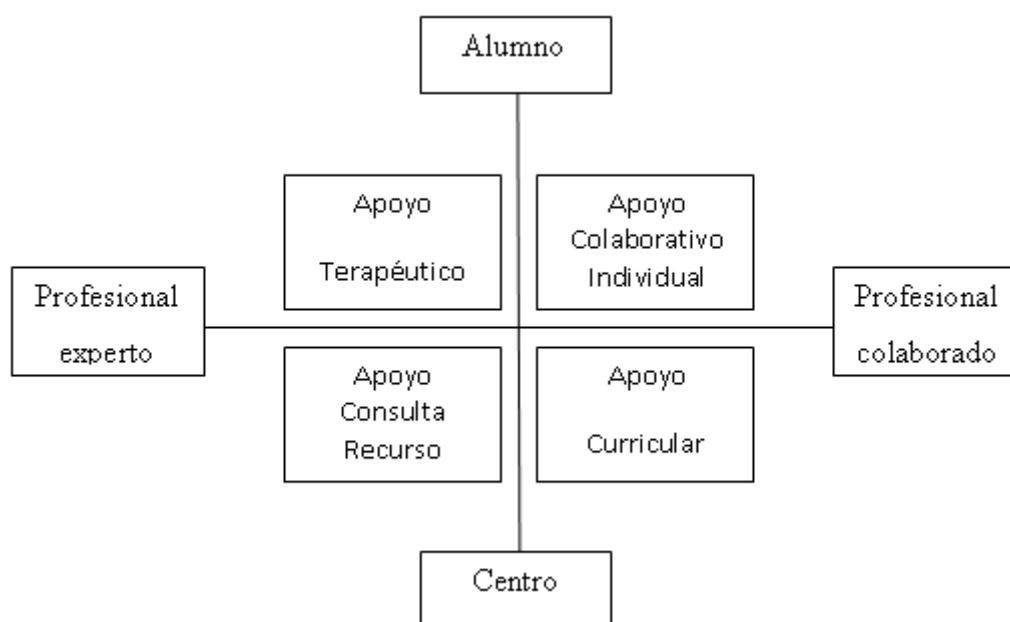 Alumno
Apoyo
Terapéutico
Apoyo
Colaborativo
Individual
Profesional
experto
Profesional
colaborado
Apoyo
Consulta
Recurso
Apoyo
Curricular
Centro